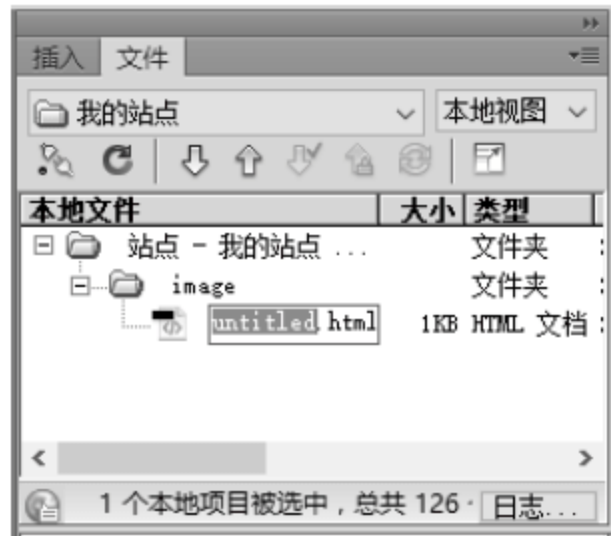 插入 文件
我的站点 本地视图
本地文件 大小 类型
站点 - 我的站点 ... 文件夹
image 文件夹
untitled.html 1KB HTML 文档
1 个本地项目被选中，总共 126 日志...